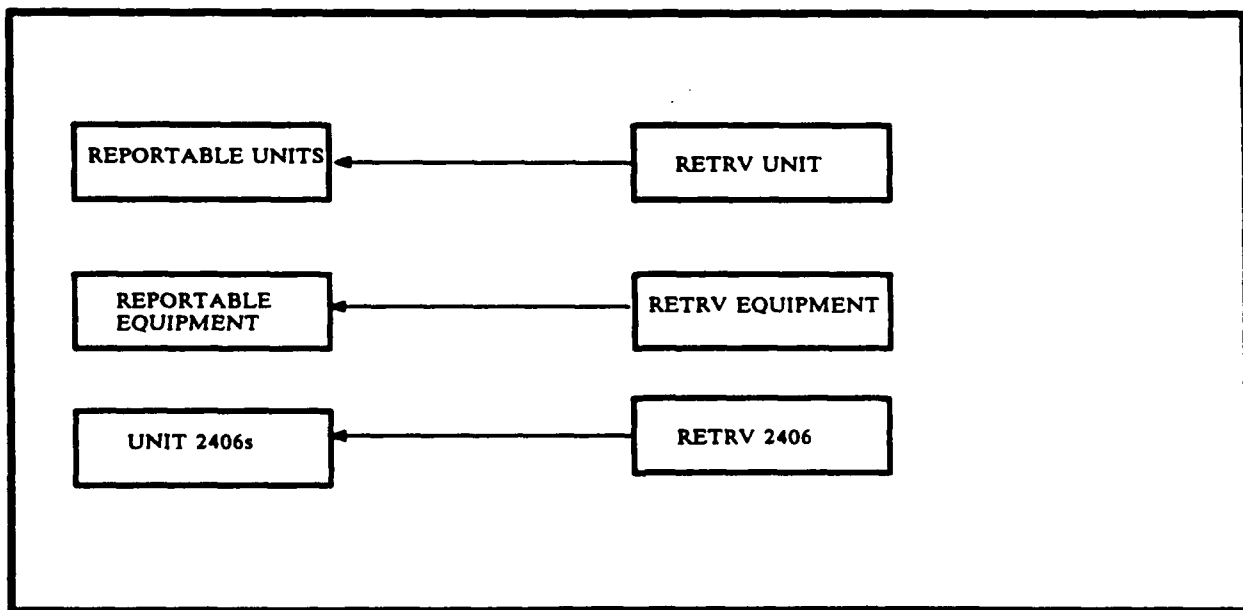 REPORTABLE UNITS
RETRV UNIT
REPORTABLE
EQUIPMENT
RETRV EQUIPMENT
UNIT 2406s
RETRV 2406